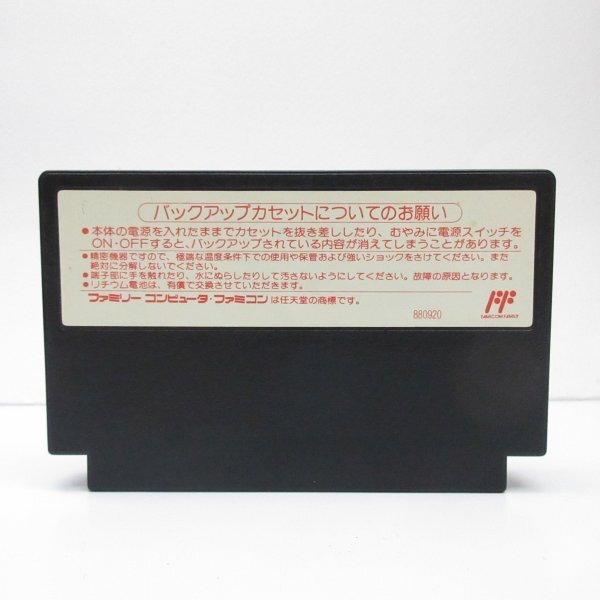 バックアップカセットについてのお願い
●本体の電源を入れたままでカセットを抜き差ししたり、むやみに電源スイッチを
ON・OFFすると、バックアップされている内容が消えてしまうことがあります。
●精密機器ですので、極端な温度条件下での使用や保管および強いショックをさけてください。また
絶対に分解しないでください。
●端子部に手を触れたり、水にぬらしたりして汚さないようにしてください。故障の原因となります。
●リチウム電池は、有償で交換させていただきます。
ファミリー コンピュータ・ファミコンは任天堂の商標です。
880920
FAMICOM FAMILY